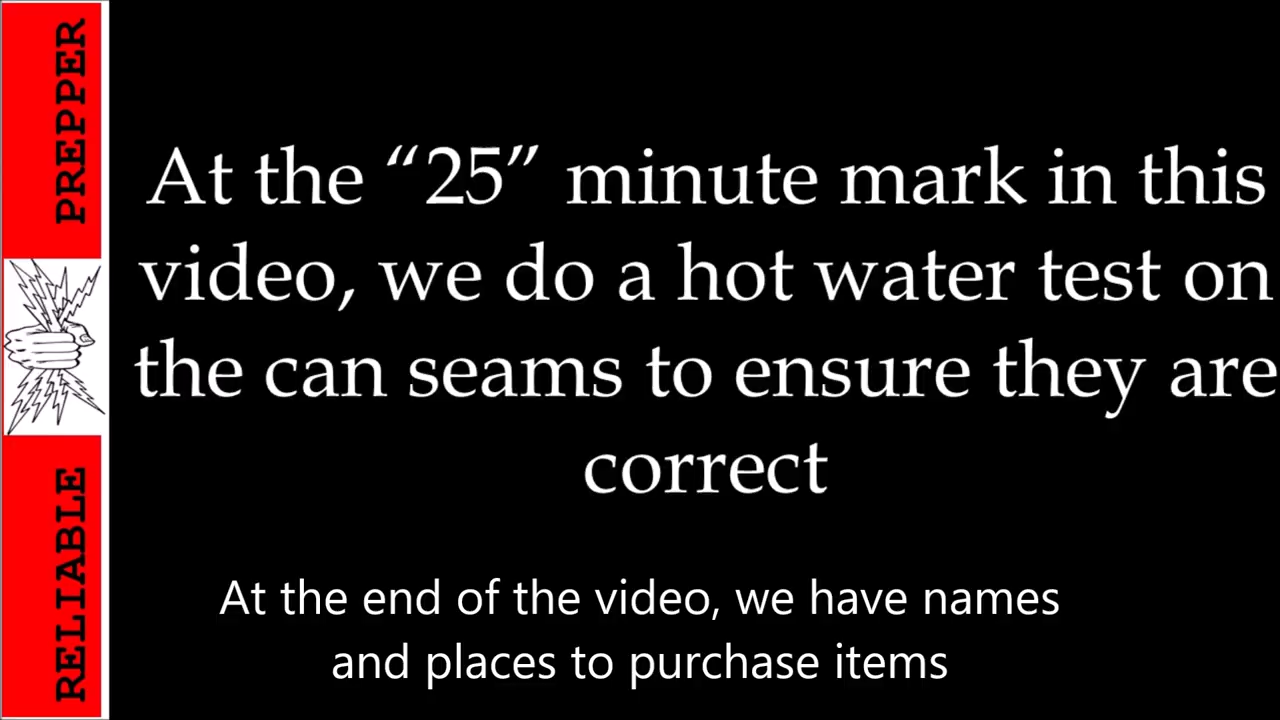 RELIABLE PREPPER
At the “25” minute mark in this
video, we do a hot water test on
the can seams to ensure they are
correct
At the end of the video, we have names
and places to purchase items